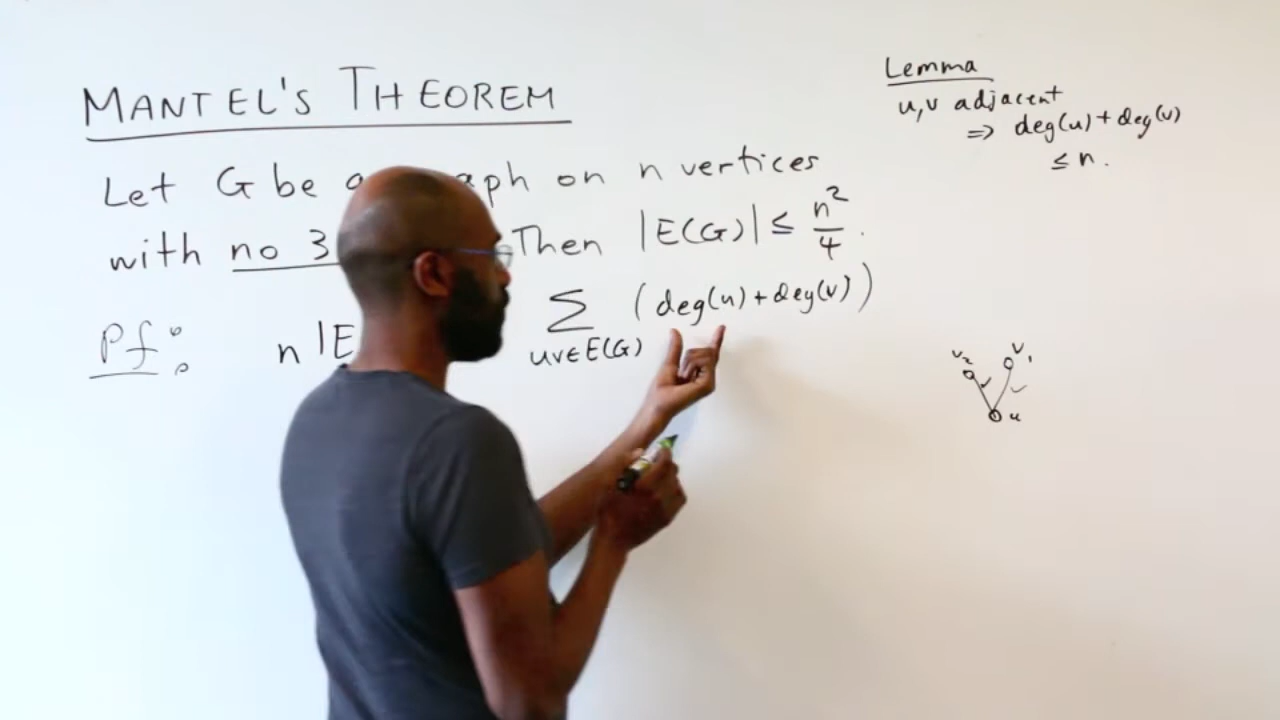 MANTEL'S THEOREM
Let G be a aph on n vertices
with no 3 Then |E(G)| ≤ n²/4.
Pf: n|E ∑ (deg(u)+deg(v))
uv∈E(G)
Lemma
u,v adjacent
⇒ deg(u)+deg(v)
≤ n.
v₂ v₁
u